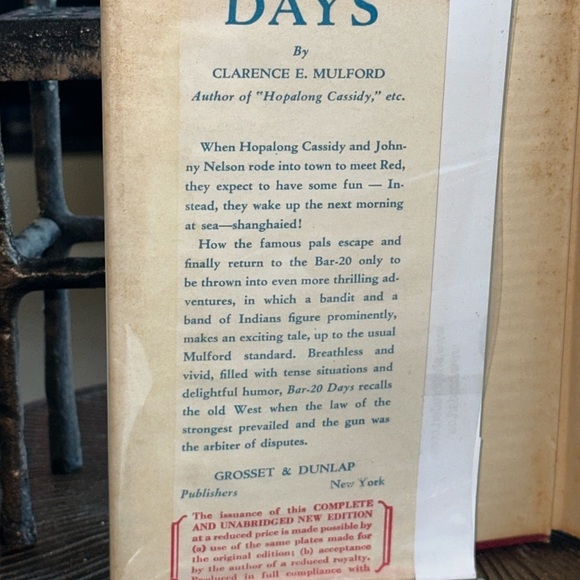 DAYS
By
CLARENCE E. MULFORD
Author of "Hopalong Cassidy," etc.
When Hopalong Cassidy and John-
ny Nelson rode into town to meet Red,
they expect to have some fun — In-
stead, they wake up the next morning
at sea—shanghaied!
How the famous pals escape and
finally return to the Bar-20 only to
be thrown into even more thrilling ad-
ventures, in which a bandit and a
band of Indians figure prominently,
makes an exciting tale, up to the usual
Mulford standard. Breathless and
vivid, filled with tense situations and
delightful humor, Bar-20 Days recalls
the old West when the law of the
strongest prevailed and the gun was
the arbiter of disputes.
GROSSET & DUNLAP
Publishers New York
The issuance of this COMPLETE
AND UNABRIDGED NEW EDITION
at a reduced price is made possible by
(a) use of the same plates made for
the original edition; (b) acceptance
by the author of a reduced royalty.
Produced in full compliance with